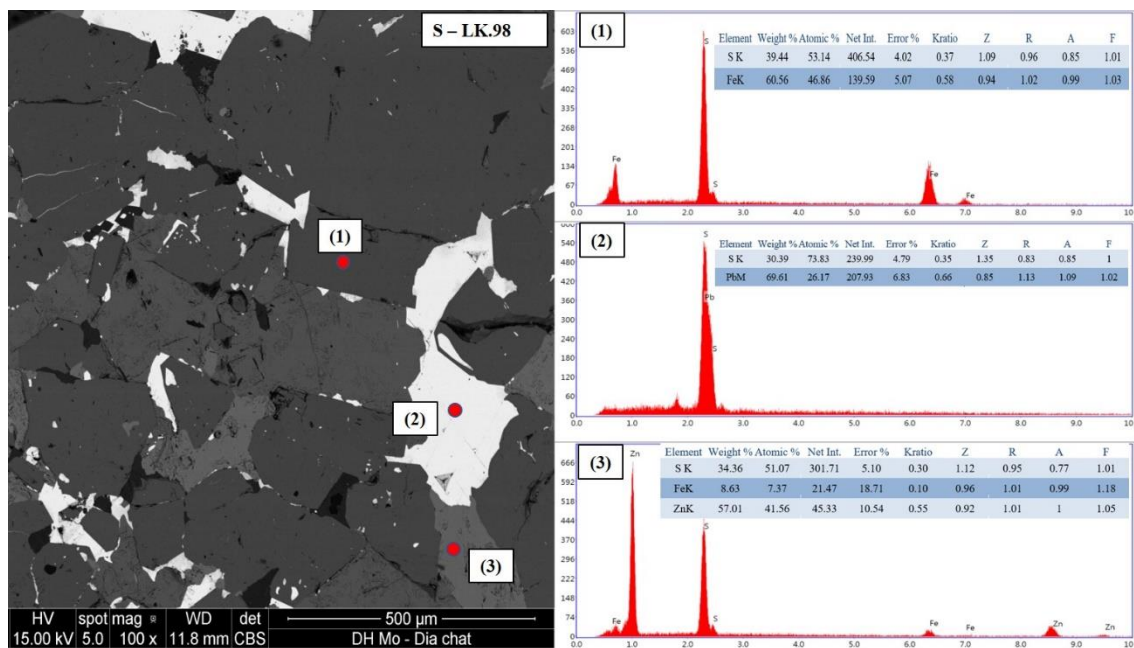 S – LK.98
(1)
(2)
(3)
HV spot mag WD det
15.00 kV 5.0 100 x 11.8 mm CBS
500 µm
DH Mo - Dia chat
(1)
Element Weight % Atomic % Net Int. Error % Kratio Z R A F
S K 39.44 53.14 406.54 4.02 0.37 1.09 0.96 0.85 1.01
FeK 60.56 46.86 139.59 5.07 0.58 0.94 1.02 0.99 1.03
603
536
469
402
335
268
201
134
67
0.0 1.0 2.0 3.0 4.0 5.0 6.0 7.0 8.0 9.0 10
Fe
S
S
Fe
Fe
(2)
Element Weight % Atomic % Net Int. Error % Kratio Z R A F
S K 30.39 73.83 239.99 4.79 0.35 1.35 0.83 0.85 1
PbM 69.61 26.17 207.93 6.83 0.66 0.85 1.13 1.09 1.02
600
540
480
420
360
300
240
180
120
60
0
0.0 1.0 2.0 3.0 4.0 5.0 6.0 7.0 8.0 9.0 10
S
Pb
S
(3)
Element Weight % Atomic % Net Int. Error % Kratio Z R A F
S K 34.36 51.07 301.71 5.10 0.30 1.12 0.95 0.77 1.01
FeK 8.63 7.37 21.47 18.71 0.10 0.96 1.01 0.99 1.18
ZnK 57.01 41.56 45.33 10.54 0.55 0.92 1.01 1 1.05
666
592
518
444
370
296
222
148
74
0
0.0 1.0 2.0 3.0 4.0 5.0 6.0 7.0 8.0 9.0 10
Fe
Zn
S
S
Fe
Fe
Zn
Zn